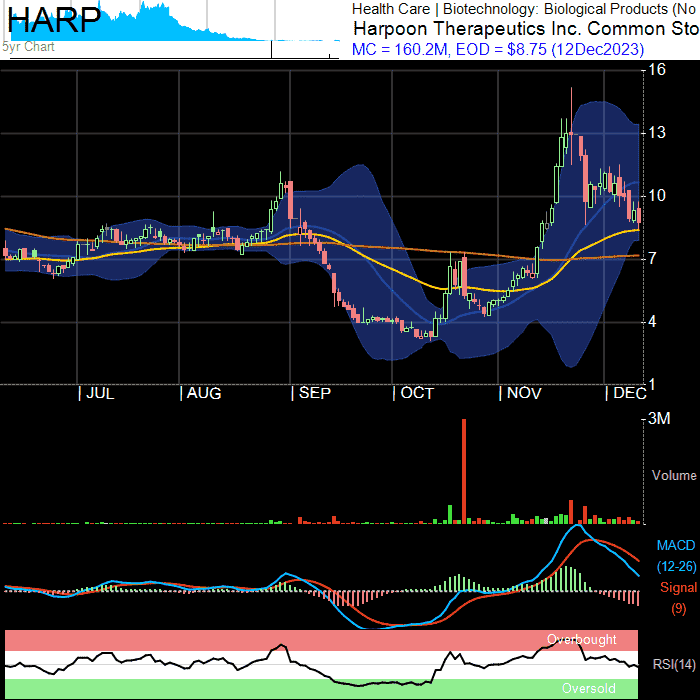 HARP
Health Care | Biotechnology: Biological Products (No
Harpoon Therapeutics Inc. Common Sto
5yr Chart
MC = 160.2M, EOD = $8.75 (12Dec2023)
16
13
10
7
4
1
JUL
AUG
SEP
OCT
NOV
DEC
3M
Volume
MACD
(12-26)
Signal
(9)
Overbought
RSI(14)
Oversold